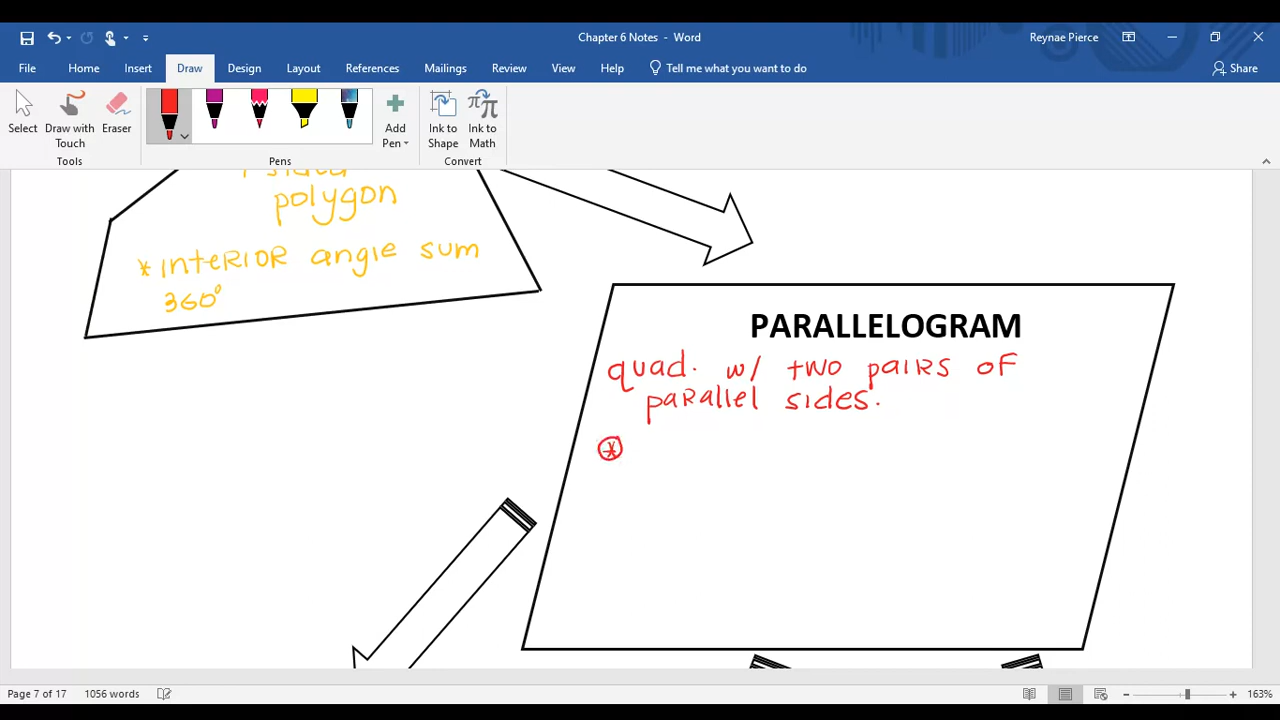 Chapter 6 Notes - Word
Reynae Pierce
File Home Insert Draw Design Layout References Mailings Review View Help Tell me what you want to do Share
Select
Draw with Touch
Eraser
Add Pen
Ink to Shape
Ink to Math
Tools
Pens
Convert
polygon
* INTERIOR angle sum
360°
PARALLELOGRAM
quad. w/ two pairs of
parallel sides.
*
Page 7 of 17 1056 words
163%